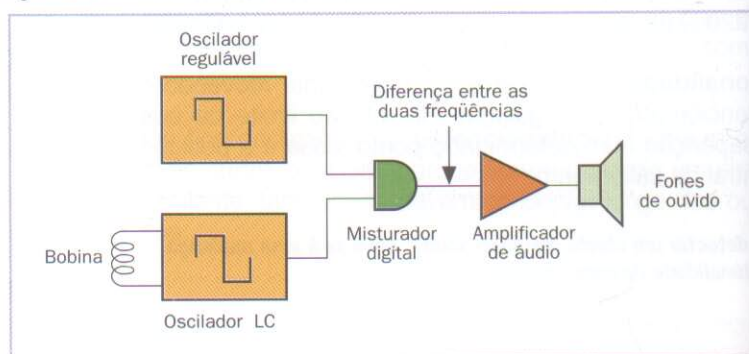 Oscilador
regulável
Diferença entre as
duas freqüências
Fones
de ouvido
Misturador
digital
Amplificador
de áudio
Bobina
Oscilador LC